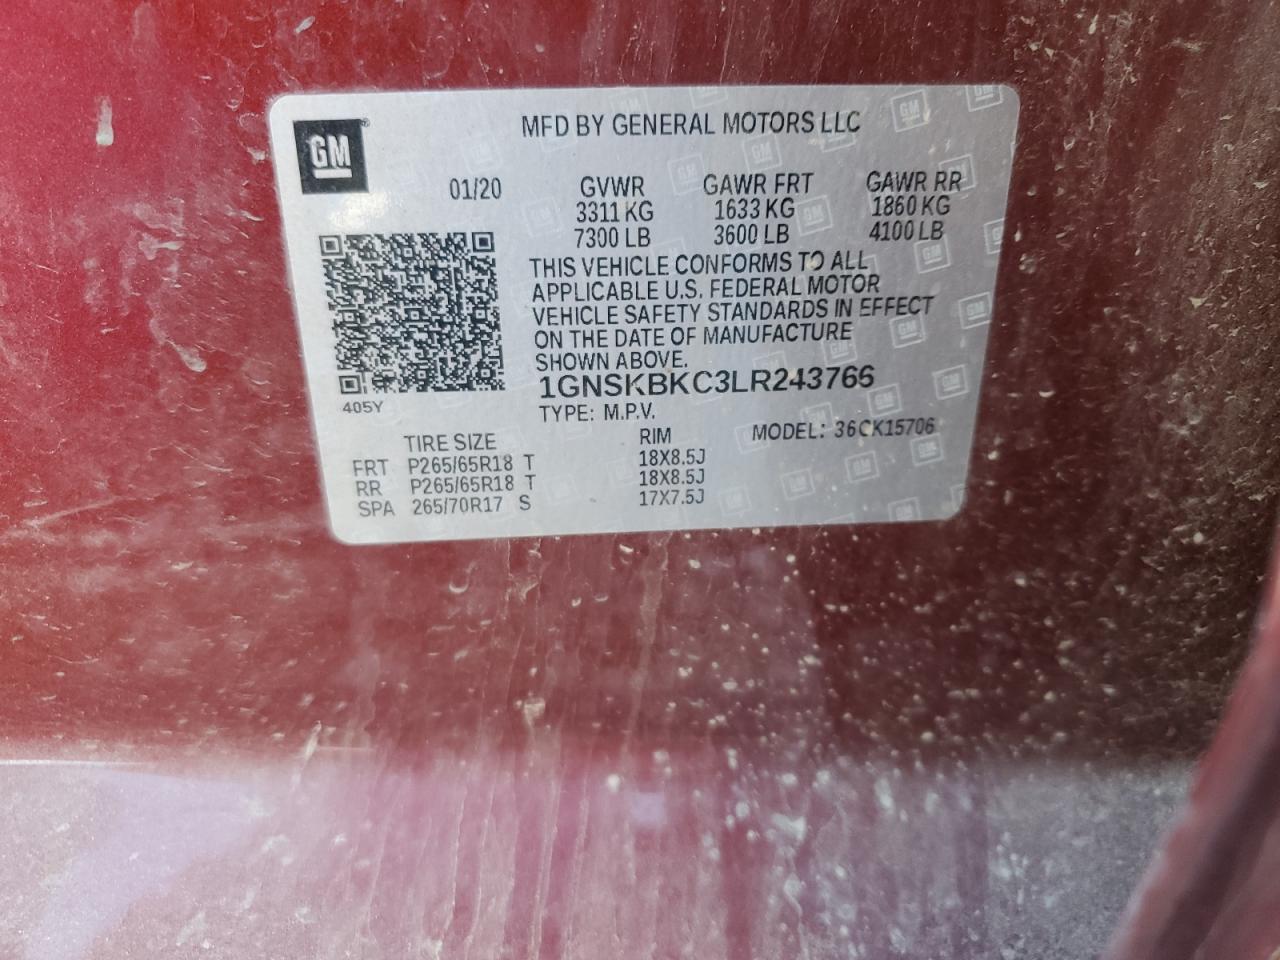 GM
MFD BY GENERAL MOTORS LLC
01/20 GVWR GAWR FRT GAWR RR
3311 KG 1633 KG 1860 KG
7300 LB 3600 LB 4100 LB
THIS VEHICLE CONFORMS TO ALL
APPLICABLE U.S. FEDERAL MOTOR
VEHICLE SAFETY STANDARDS IN EFFECT
ON THE DATE OF MANUFACTURE
SHOWN ABOVE.
1GNSKBKC3LR243766
405Y
TYPE: M.P.V.
MODEL: 36CK15706
TIRE SIZE RIM
FRT P265/65R18 T 18X8.5J
RR P265/65R18 T 18X8.5J
SPA 265/70R17 S 17X7.5J